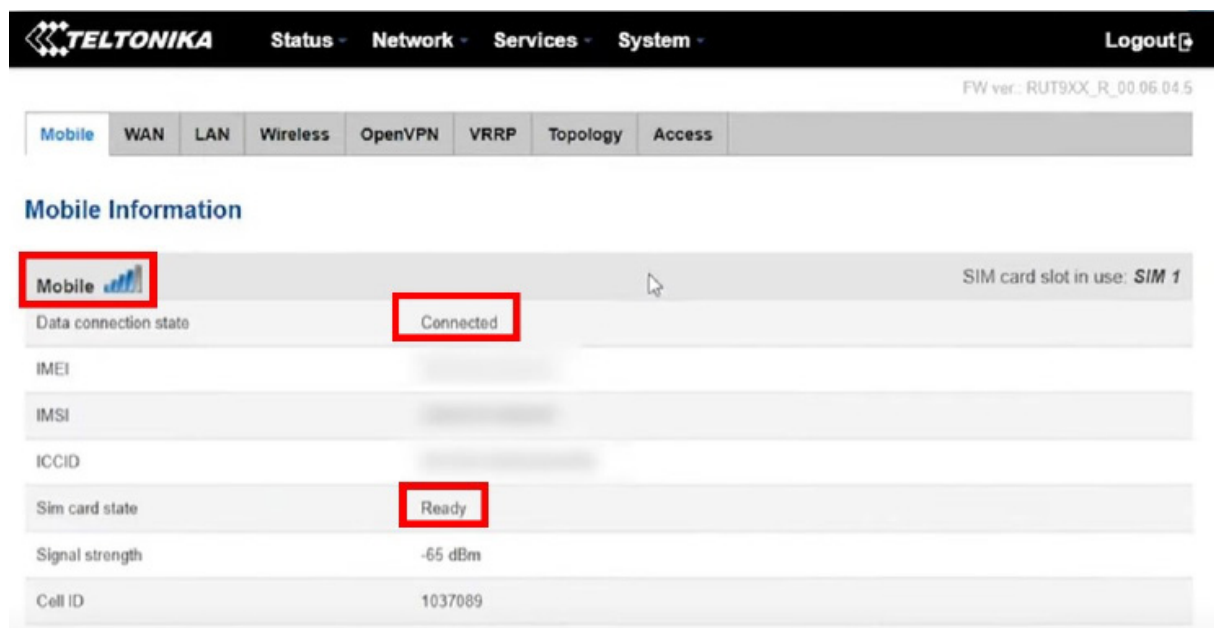 TELTONIKA Status Network Services System Logout
FW ver.: RUT9XX_R_00.06.04.5
Mobile WAN LAN Wireless OpenVPN VRRP Topology Access
Mobile Information
Mobile SIM card slot in use: SIM 1
Data connection state Connected
IMEI
IMSI
ICCID
Sim card state Ready
Signal strength -65 dBm
Cell ID 1037089